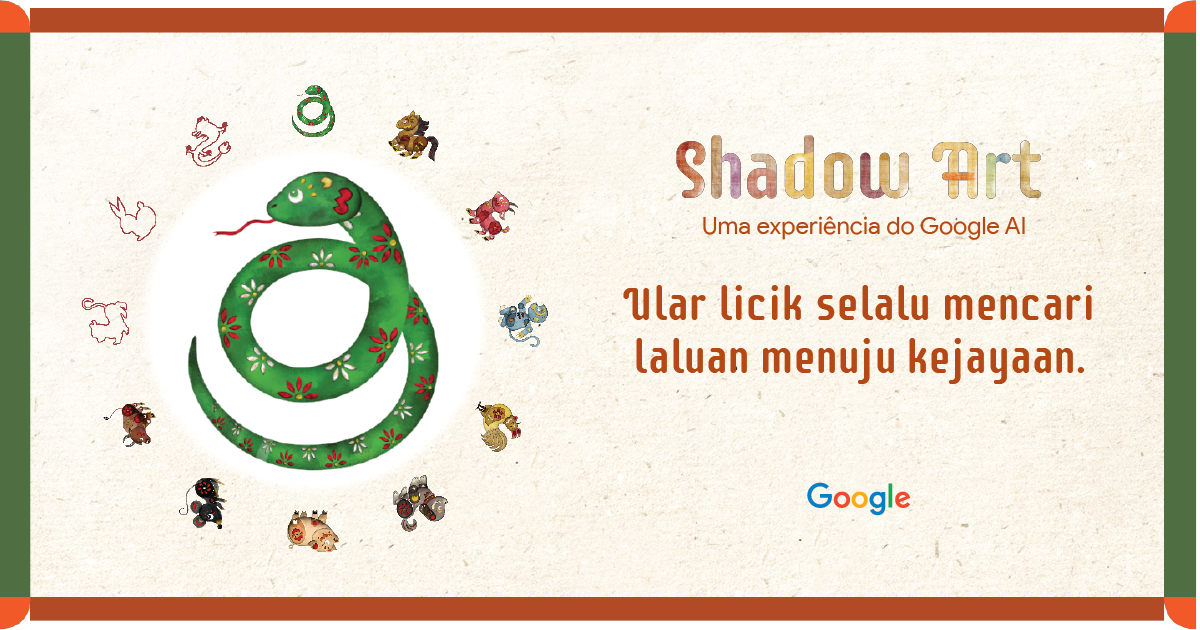 Shadow Art
Uma experiência do Google AI
Ular licik selalu mencari
laluan menuju kejayaan.
Google